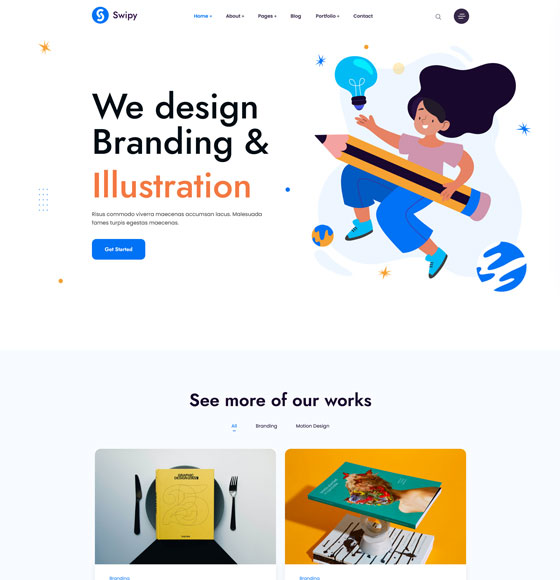 Swipy
Home + About + Pages + Blog Portfolio + Contact
We design
Branding &
Illustration
Risus commodo viverra maecenas accumsan lacus. Malesuada
fames turpis egestas maecenas.
Get Started
See more of our works
All Branding Motion Design
GRAPHIC
Branding Branding